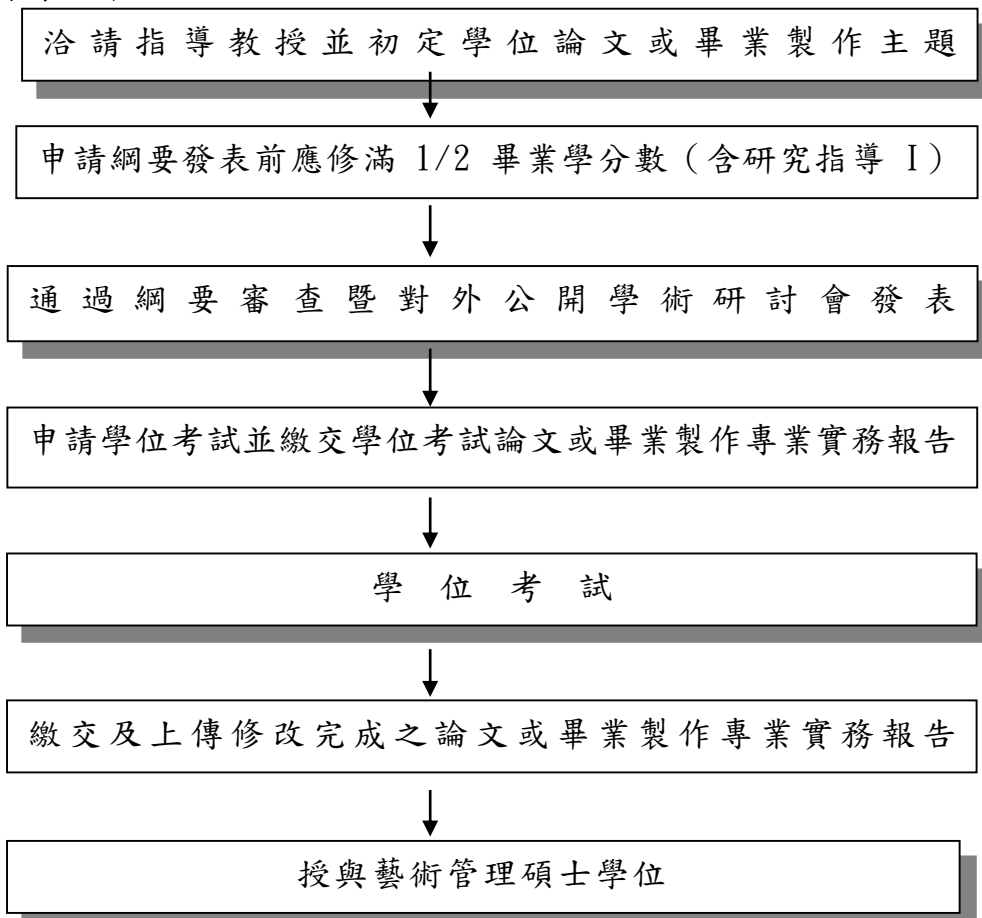 洽請指導教授並初定學位論文或畢業製作主題
申請綱要發表前應修滿 1/2 畢業學分數（含研究指導 I）
通過綱要審查暨對外公開學術研討會發表
申請學位考試並繳交學位考試論文或畢業製作專業實務報告
學位考試
繳交及上傳修改完成之論文或畢業製作專業實務報告
授與藝術管理碩士學位